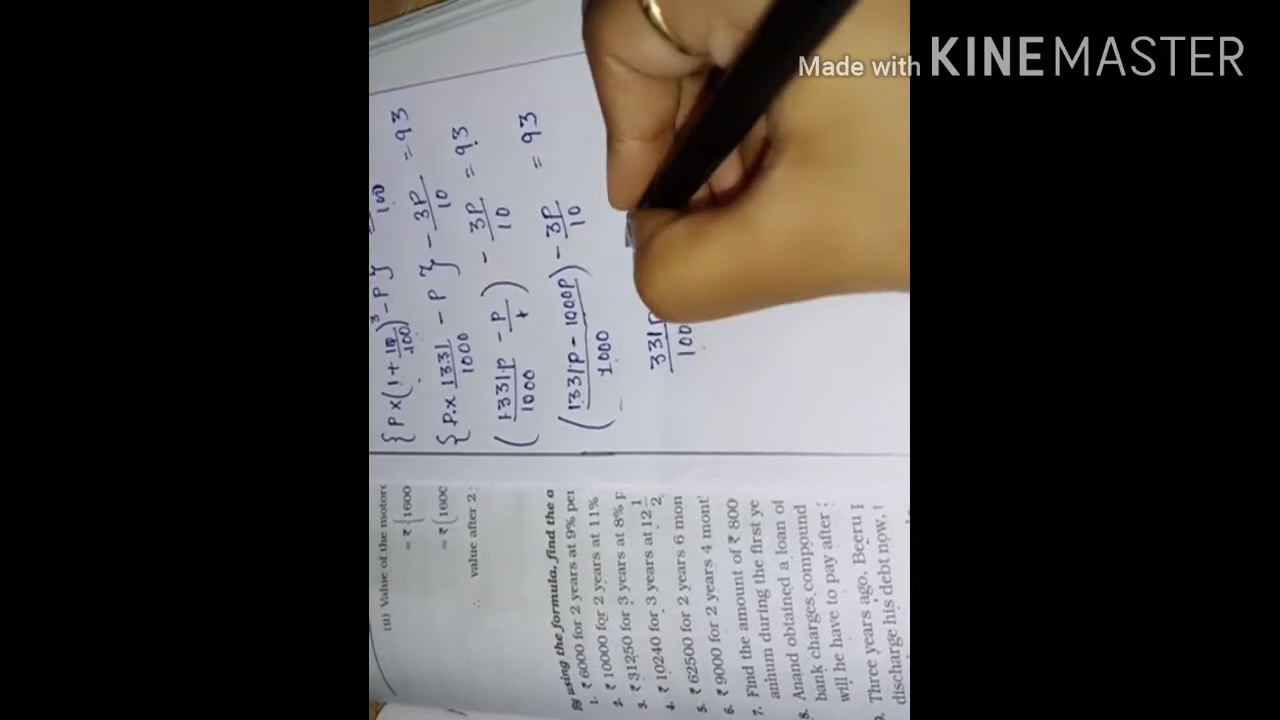 Made with KINEMASTER
100
{P×(1+10/100)³-P} = 93
{P.×1331/1000 - P} - 3P/10 = 93
(1331P/1000 - P/1) - 3P/10 = 93
(1331P - 1000P/1000) - 3P/10 = 93
331P
100
(ii) Value of the motorc
= ₹ {1600
= ₹ (1600
∴ value after 2
By using the formula, find the a
1. ₹ 6000 for 2 years at 9% per
2. ₹ 10000 for 2 years at 11%
3. ₹ 31250 for 3 years at 8% p
4. ₹ 10240 for 3 years at 12 1/2
5. ₹ 62500 for 2 years 6 mon
6. ₹ 9000 for 2 years 4 mont
7. Find the amount of ₹ 800
annum during the first ye
8. Anand obtained a loan of
bank charges compound
will he have to pay after
9. Three years ago, Beeru
discharge his debt now,